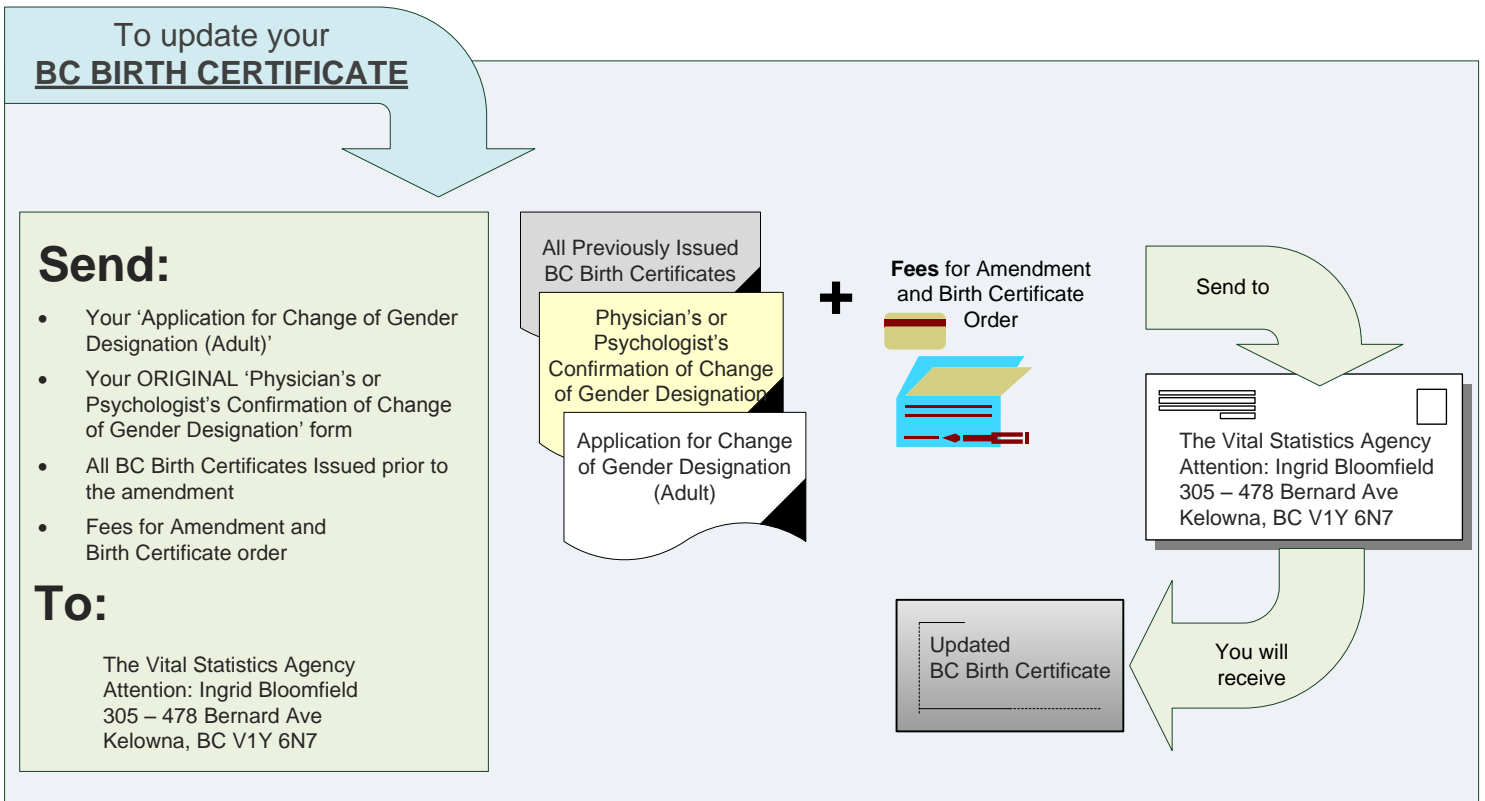 To update your
BC BIRTH CERTIFICATE
Send:
• Your ‘Application for Change of Gender
Designation (Adult)’
• Your ORIGINAL ‘Physician’s or
Psychologist’s Confirmation of Change
of Gender Designation’ form
• All BC Birth Certificates Issued prior to
the amendment
• Fees for Amendment and
Birth Certificate order
To:
The Vital Statistics Agency
Attention: Ingrid Bloomfield
305 – 478 Bernard Ave
Kelowna, BC V1Y 6N7
All Previously Issued
BC Birth Certificates
Physician’s or
Psychologist’s
Confirmation of Change
of Gender Designation
Application for Change
of Gender Designation
(Adult)
+
Fees for Amendment
and Birth Certificate
Order
Send to
The Vital Statistics Agency
Attention: Ingrid Bloomfield
305 – 478 Bernard Ave
Kelowna, BC V1Y 6N7
You will
receive
Updated
BC Birth Certificate